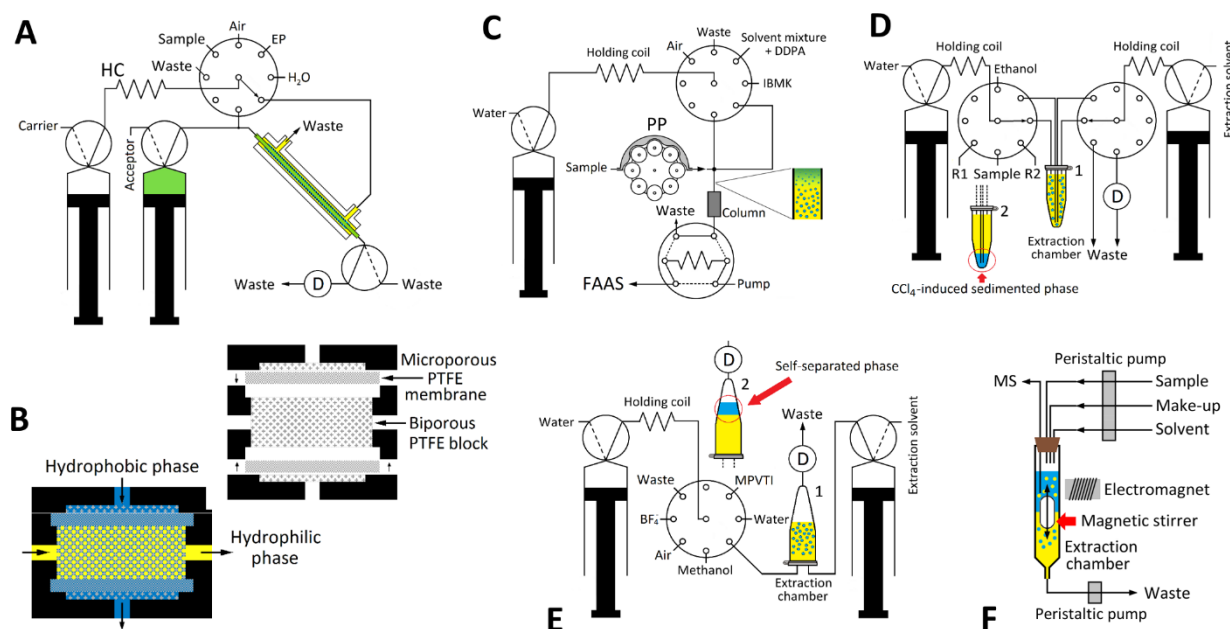 A
Air
Sample
EP
Waste
H₂O
HC
Carrier
Acceptor
Waste
Waste
D
Waste
C
Waste
Air
Solvent mixture
+ DDPA
Holding coil
IBMK
Water
PP
Sample
Column
Waste
FAAS
Pump
D
Holding coil
Holding coil
Water
Ethanol
Extraction solvent
R1
Sample
R2
1
D
2
Extraction
chamber
Waste
CCl₄-induced sedimented phase
B
Microporous
PTFE
membrane
Biporous
PTFE block
Hydrophobic phase
Hydrophilic
phase
E
D
2
Self-separated phase
Holding coil
Water
Waste
D
1
Extraction solvent
Waste
MPVTI
BF₄
Water
Air
Methanol
Extraction
chamber
F
Peristaltic pump
MS
Sample
Make-up
Solvent
Electromagnet
Magnetic stirrer
Extraction
chamber
Waste
Peristaltic pump